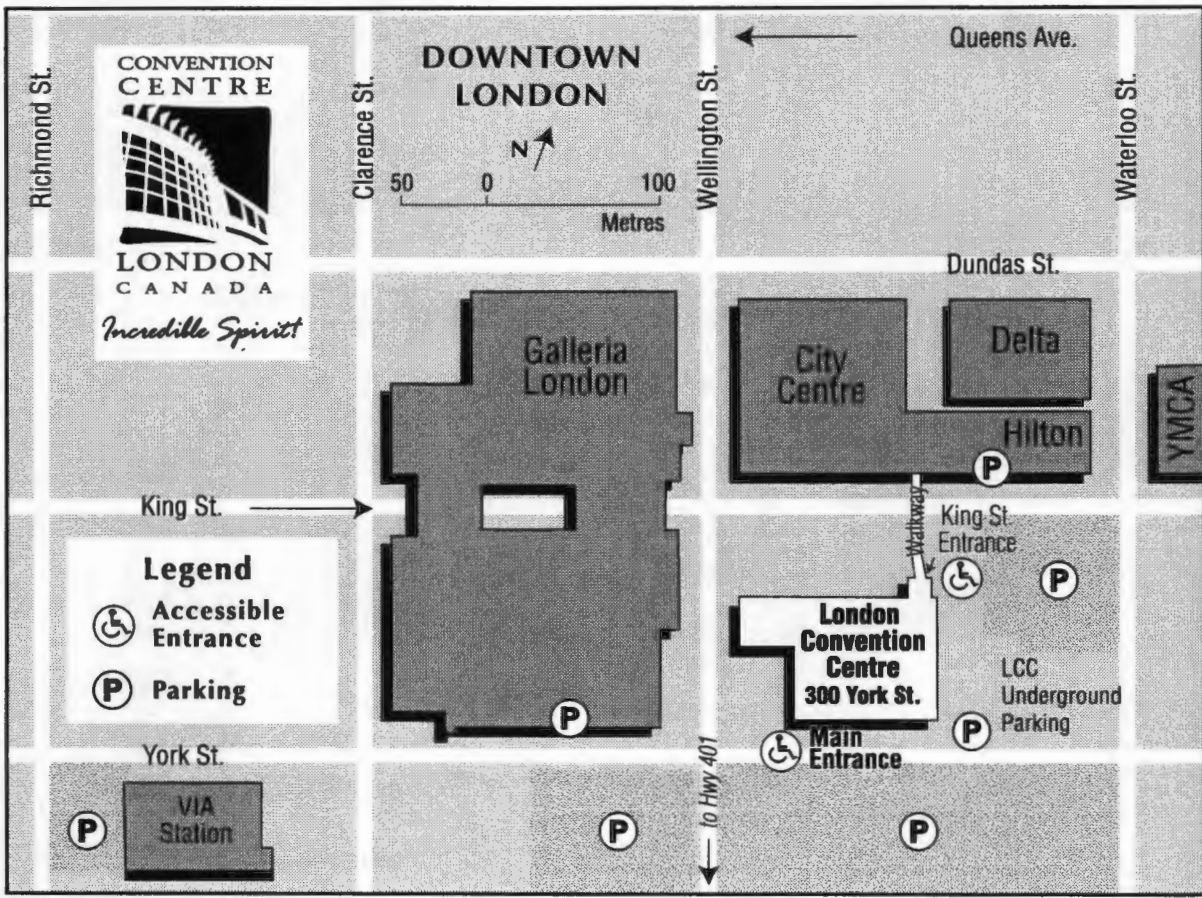 Richmond St.
CONVENTION
CENTRE
LONDON
CANADA
Incredible Spirit!
Clarence St.
DOWNTOWN
LONDON
N
50 0 100
Metres
Wellington St.
Queens Ave.
Waterloo St.
Dundas St.
Galleria
London
City
Centre
Delta
Hilton
P
YMCA
King St.
Walkway
King St.
Entrance
P
Legend
Accessible
Entrance
P Parking
London
Convention
Centre
300 York St.
LCC
Underground
Parking
P
P
Main
Entrance
York St.
VIA
Station
P
P
to Hwy 401
P